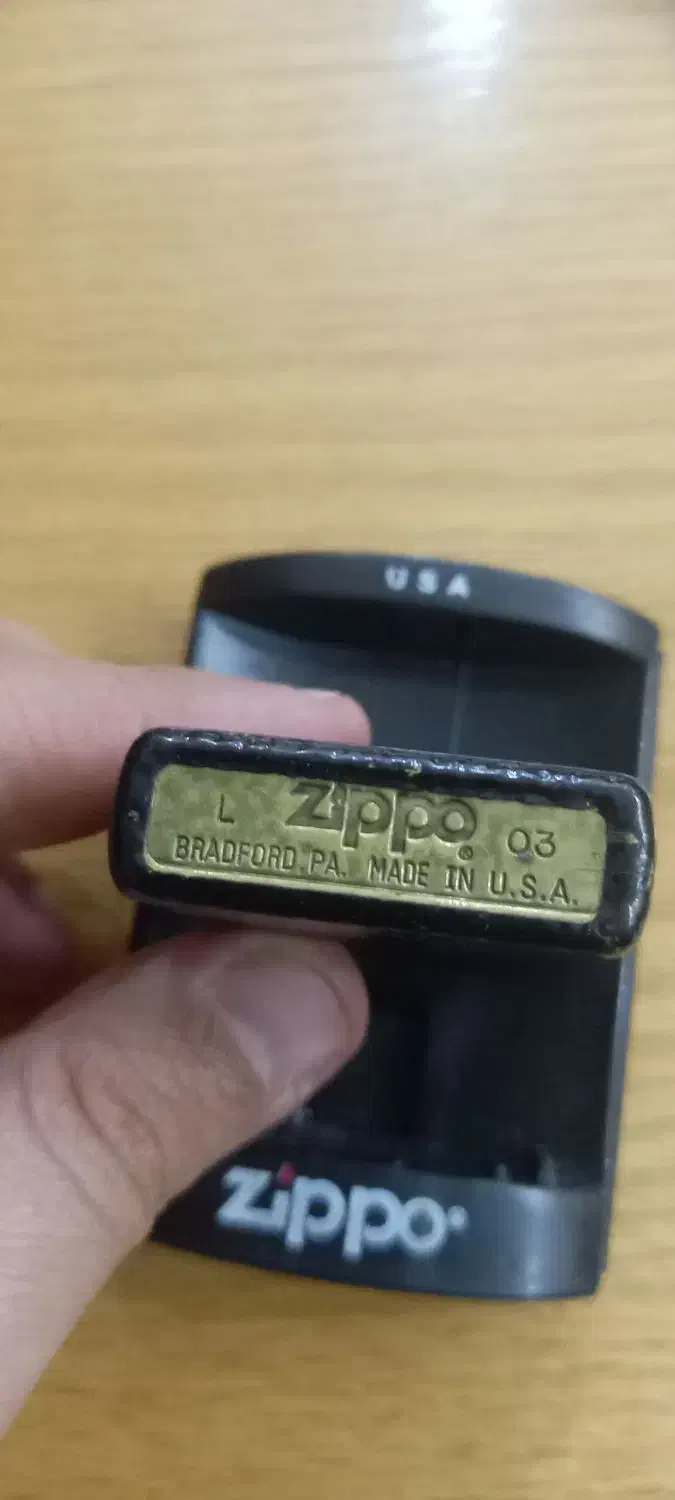 USA
L zippo® 03
BRADFORD, PA. MADE IN U.S.A.
zippo